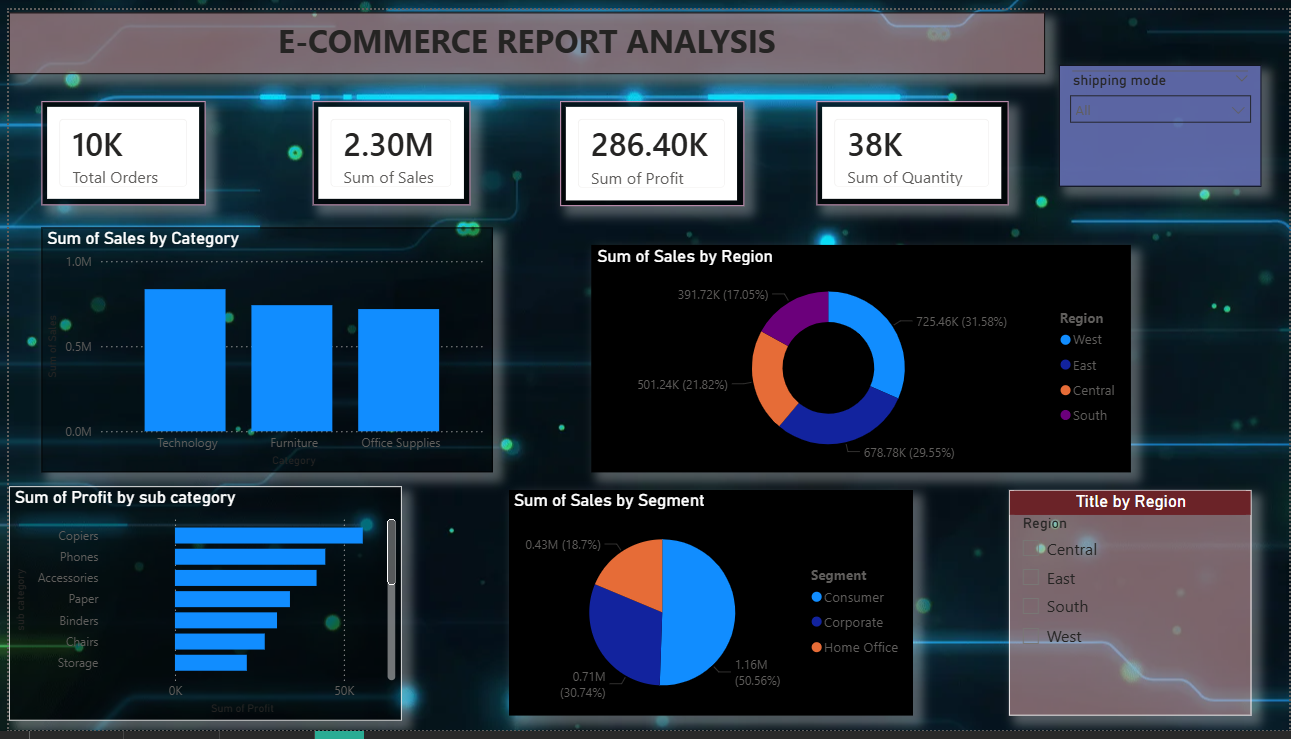 E-COMMERCE REPORT ANALYSIS
shipping mode
All
10K
Total Orders
2.30M
Sum of Sales
286.40K
Sum of Profit
38K
Sum of Quantity
Sum of Sales by Category
1.0M
0.5M
0.0M
Sum of Sales
Technology
Furniture
Office Supplies
Category
Sum of Sales by Region
391.72K (17.05%)
725.46K (31.58%)
501.24K (21.82%)
678.78K (29.55%)
Region
West
East
Central
South
Sum of Profit by sub category
sub category
Copiers
Phones
Accessories
Paper
Binders
Chairs
Storage
0K
50K
Sum of Profit
Sum of Sales by Segment
0.43M (18.7%)
0.71M
(30.74%)
1.16M
(50.56%)
Segment
Consumer
Corporate
Home Office
Title by Region
Region
Central
East
South
West